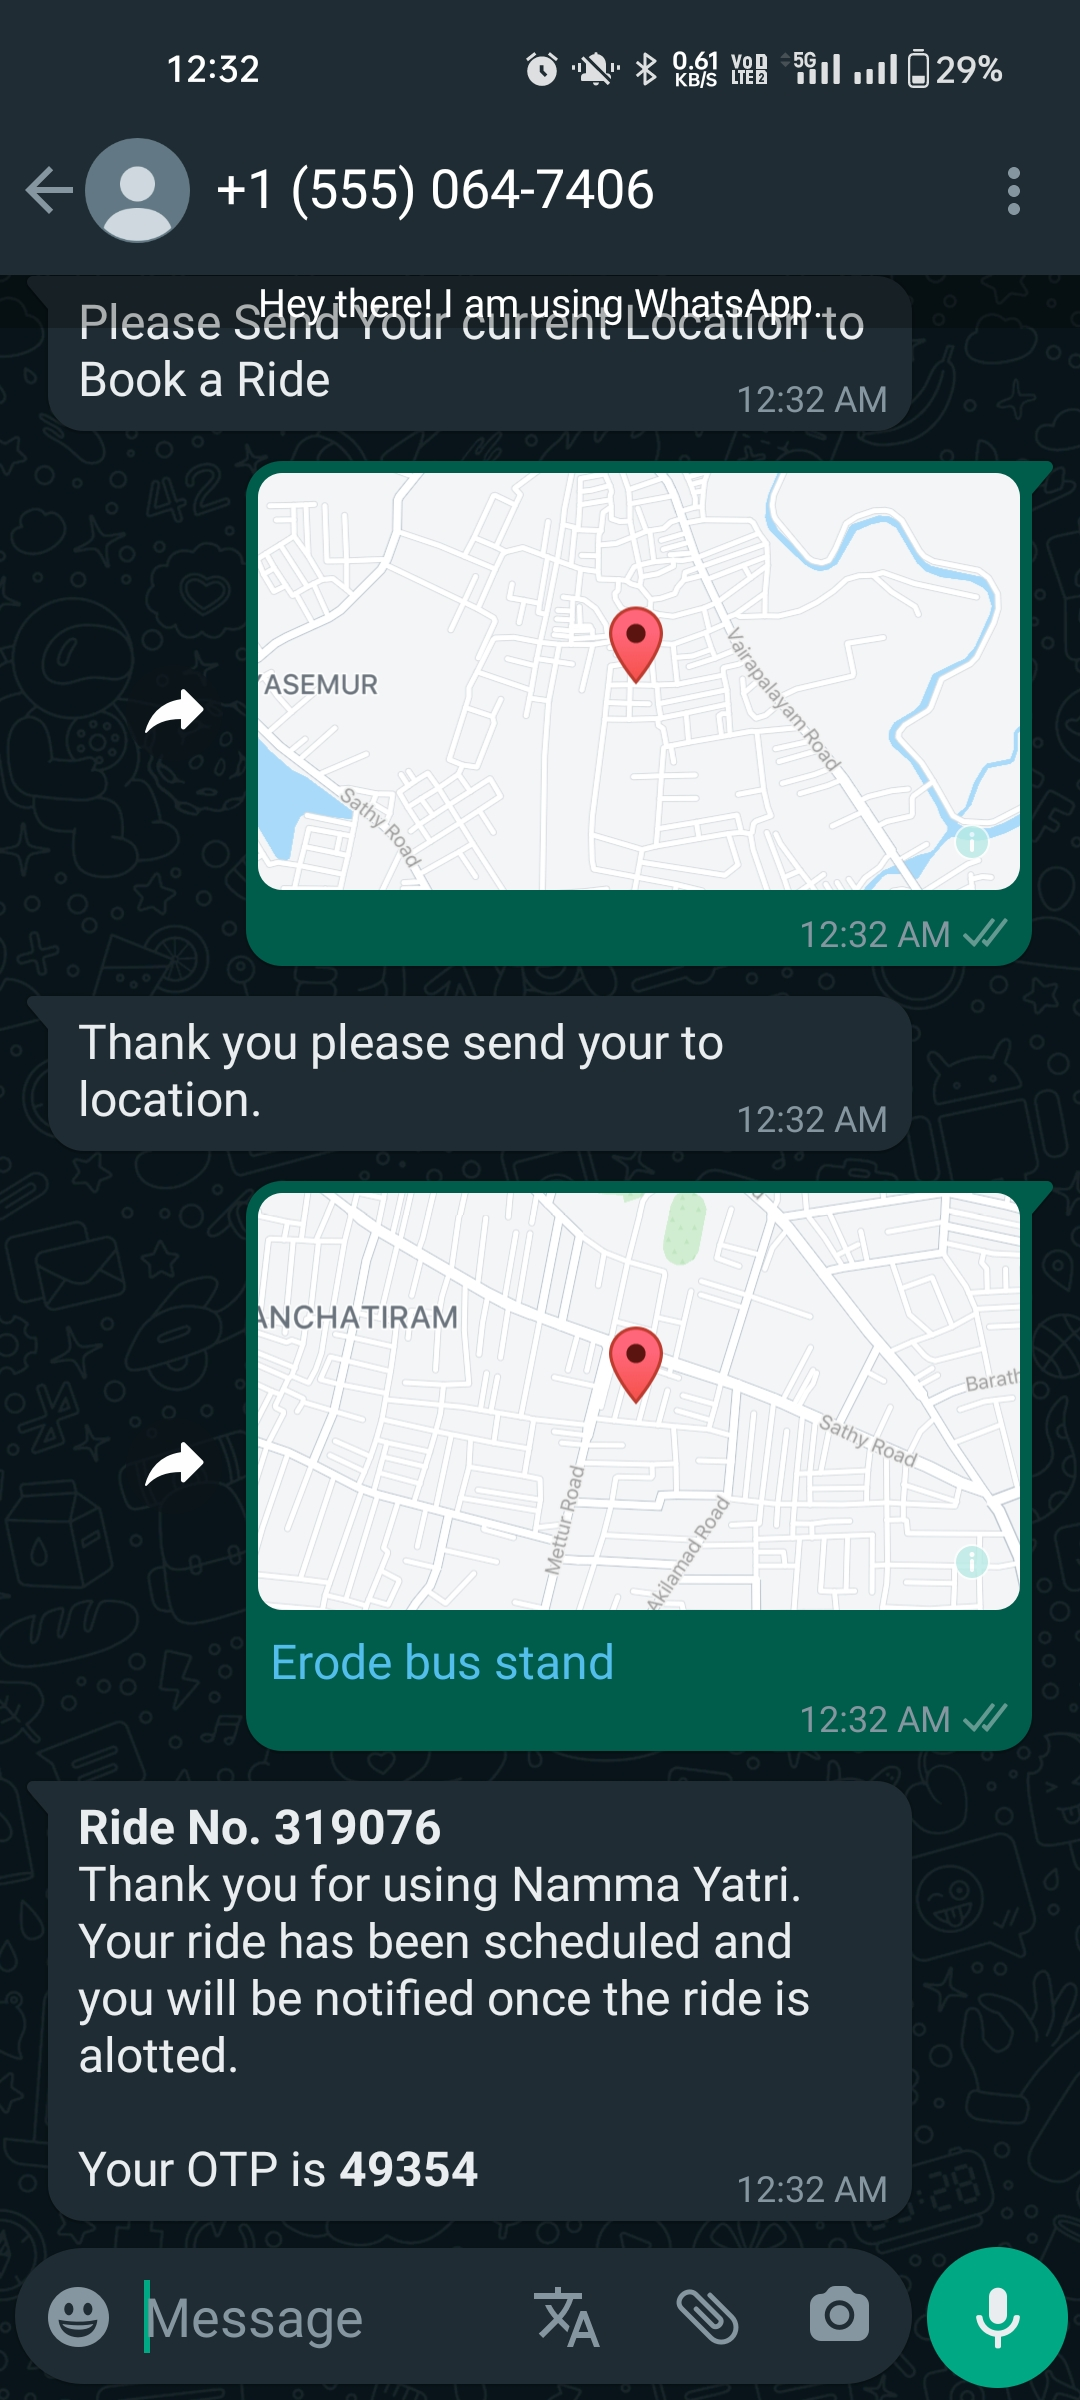 12:32
0.61
KB/S
VoD
LTE2
5G
29%
+1 (555) 064-7406
Hey there! I am using WhatsApp.
Please Send Your current Location to
Book a Ride
12:32 AM
YASEMUR
Vairapalayam Road
Sathy Road
12:32 AM
Thank you please send your to
location.
12:32 AM
ANCHATIRAM
Barath
Sathy Road
Mettur Road
Akilamad Road
Erode bus stand
12:32 AM
Ride No. 319076
Thank you for using Namma Yatri.
Your ride has been scheduled and
you will be notified once the ride is
alotted.
Your OTP is 49354
12:32 AM
Message